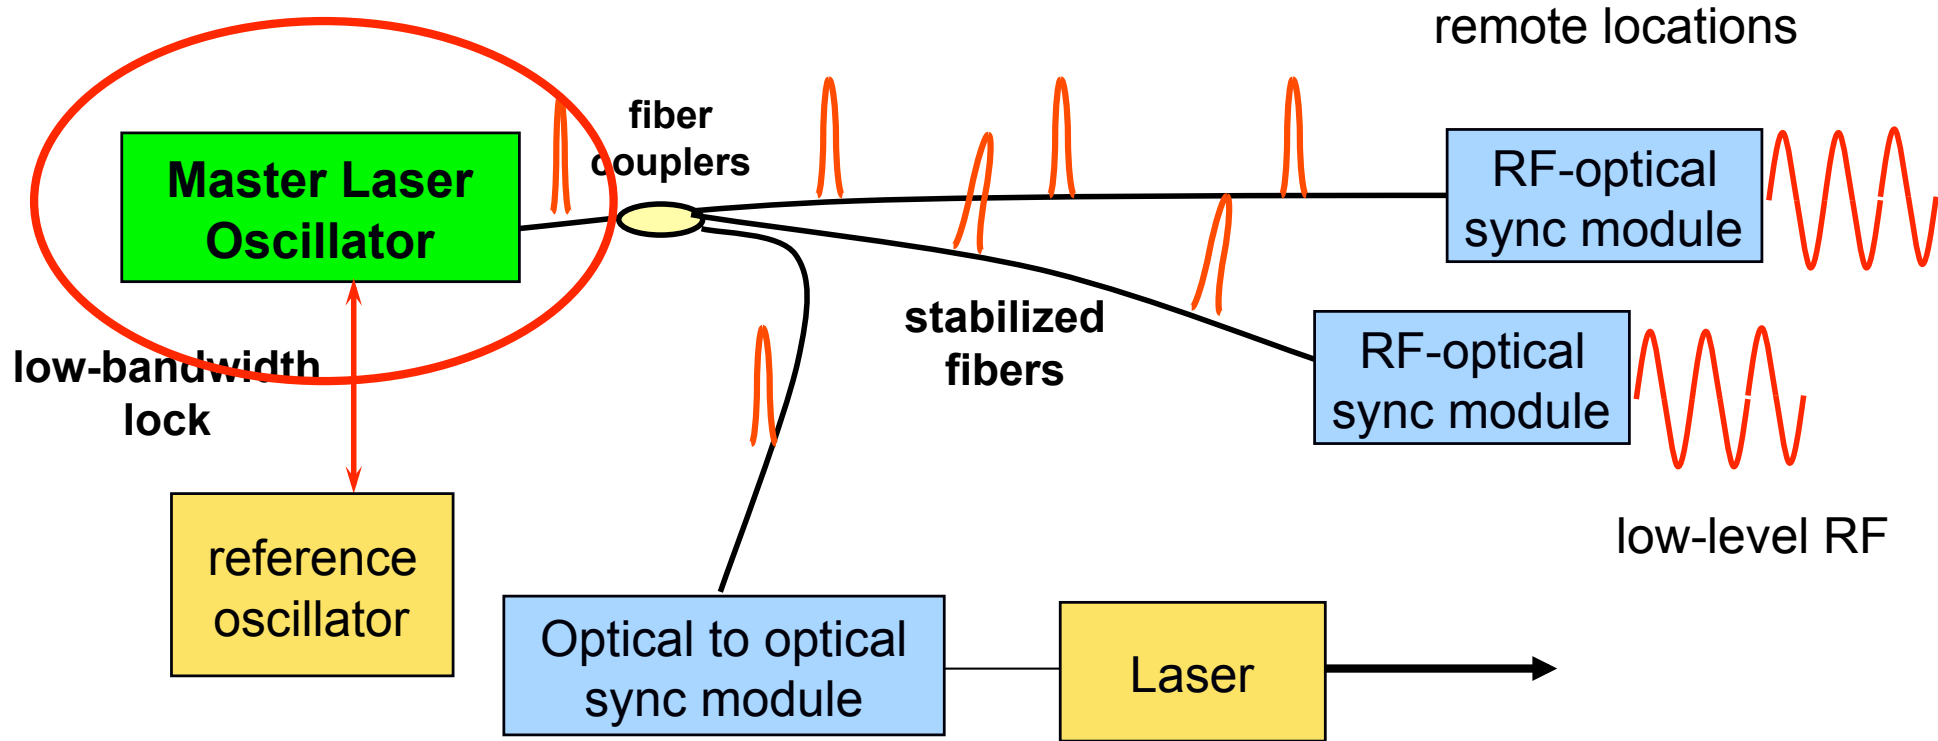 remote locations
fiber
couplers
Master Laser
Oscillator
RF-optical
sync module
stabilized
fibers
RF-optical
sync module
low-bandwidth
lock
reference
oscillator
low-level RF
Optical to optical
sync module
Laser